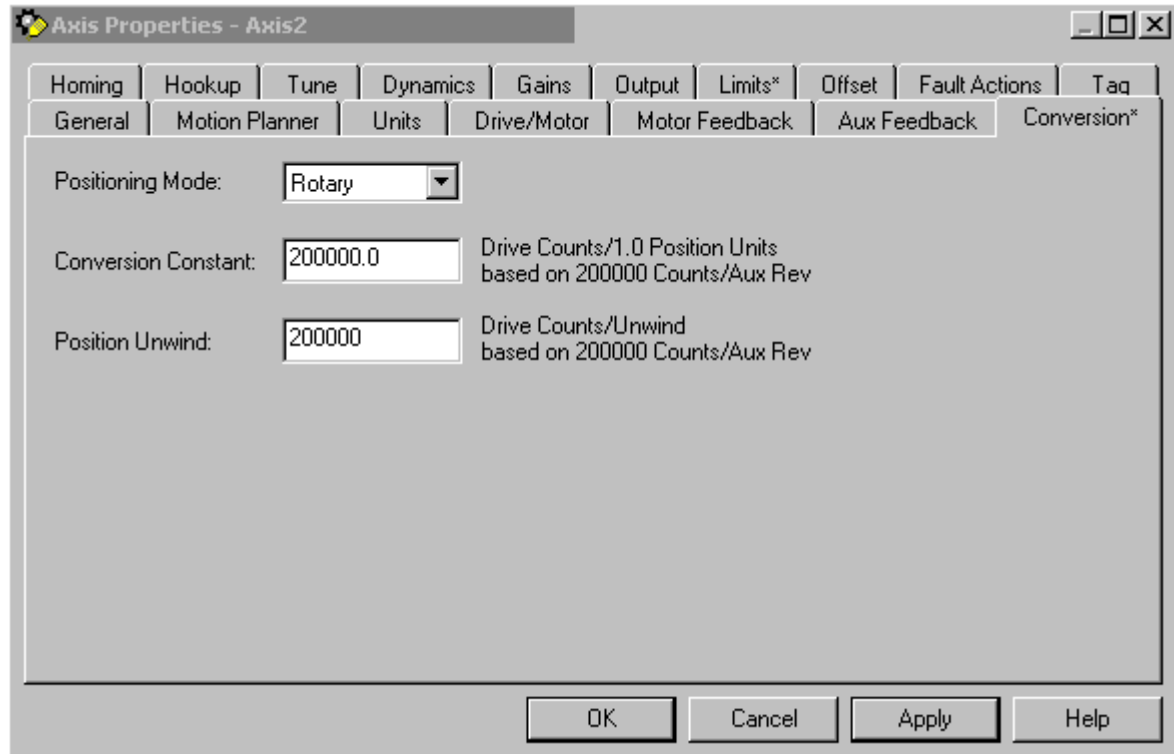 Axis Properties - Axis2
Homing Hookup Tune Dynamics Gains Output Limits* Offset Fault Actions Tag
General Motion Planner Units Drive/Motor Motor Feedback Aux Feedback Conversion*
Positioning Mode: Rotary
Conversion Constant: 200000.0 Drive Counts/1.0 Position Units
based on 200000 Counts/Aux Rev
Position Unwind: 200000 Drive Counts/Unwind
based on 200000 Counts/Aux Rev
OK Cancel Apply Help